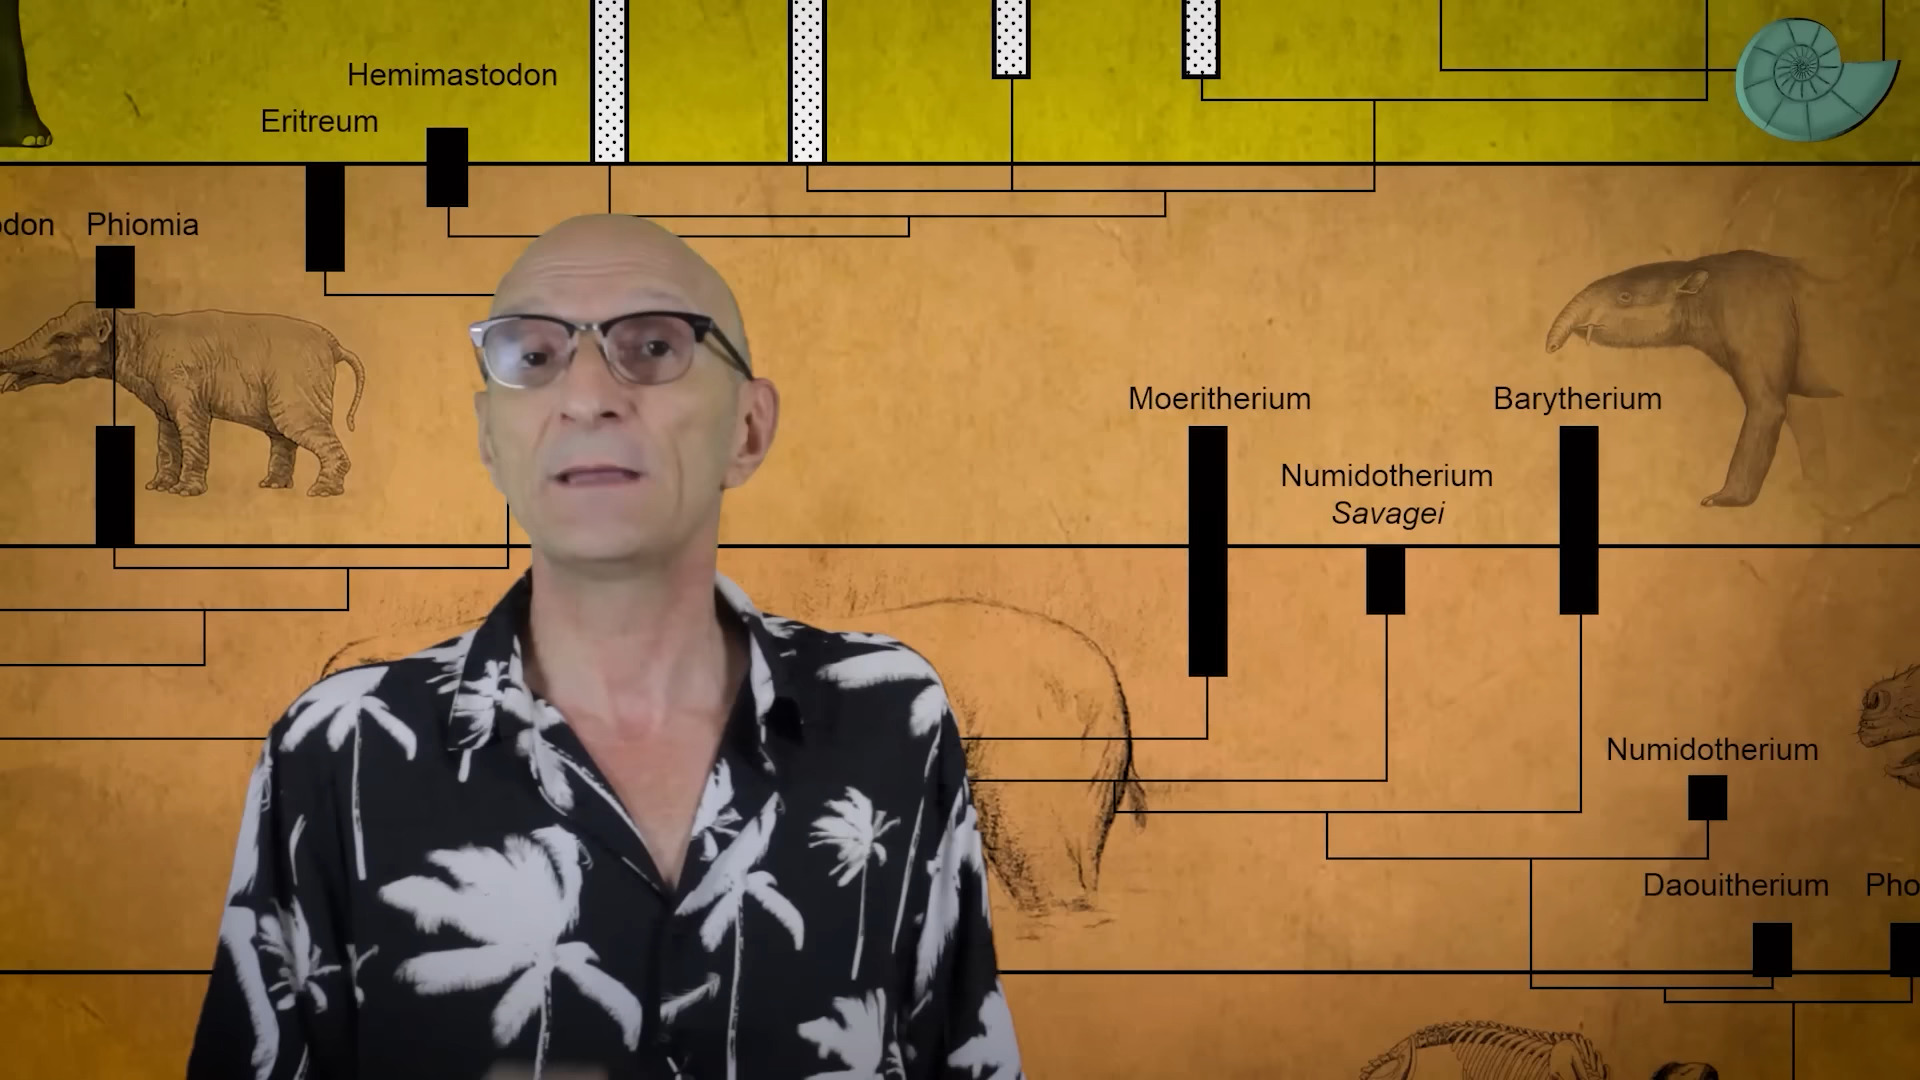 Hemimastodon
Eritreum
odon
Phiomia
Moeritherium
Barytherium
Numidotherium
Savagei
Numidotherium
Daouitherium
Pho